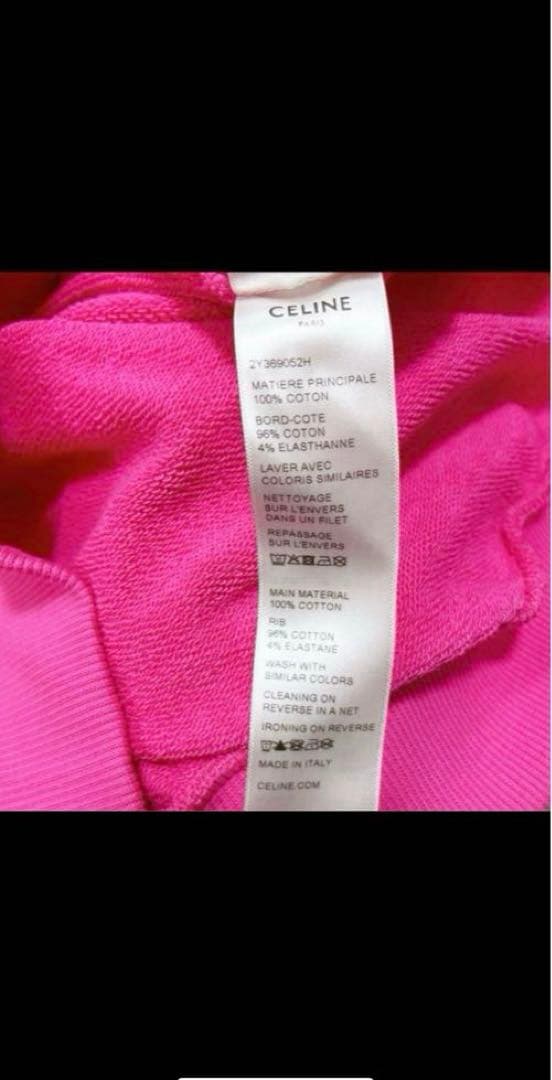 CELINE
PARIS
2Y369052H
MATIERE PRINCIPALE
100% COTON
BORD-COTE
96% COTON
4% ELASTHANNE
LAVER AVEC
COLORIS SIMILAIRES
NETTOYAGE
SUR L'ENVERS
DANS UN FILET
REPASSAGE
SUR L'ENVERS
MAIN MATERIAL
100% COTTON
RIB
96% COTTON
4% ELASTANE
WASH WITH
SIMILAR COLORS
CLEANING ON
REVERSE IN A NET
IRONING ON REVERSE
MADE IN ITALY
CELINE.COM